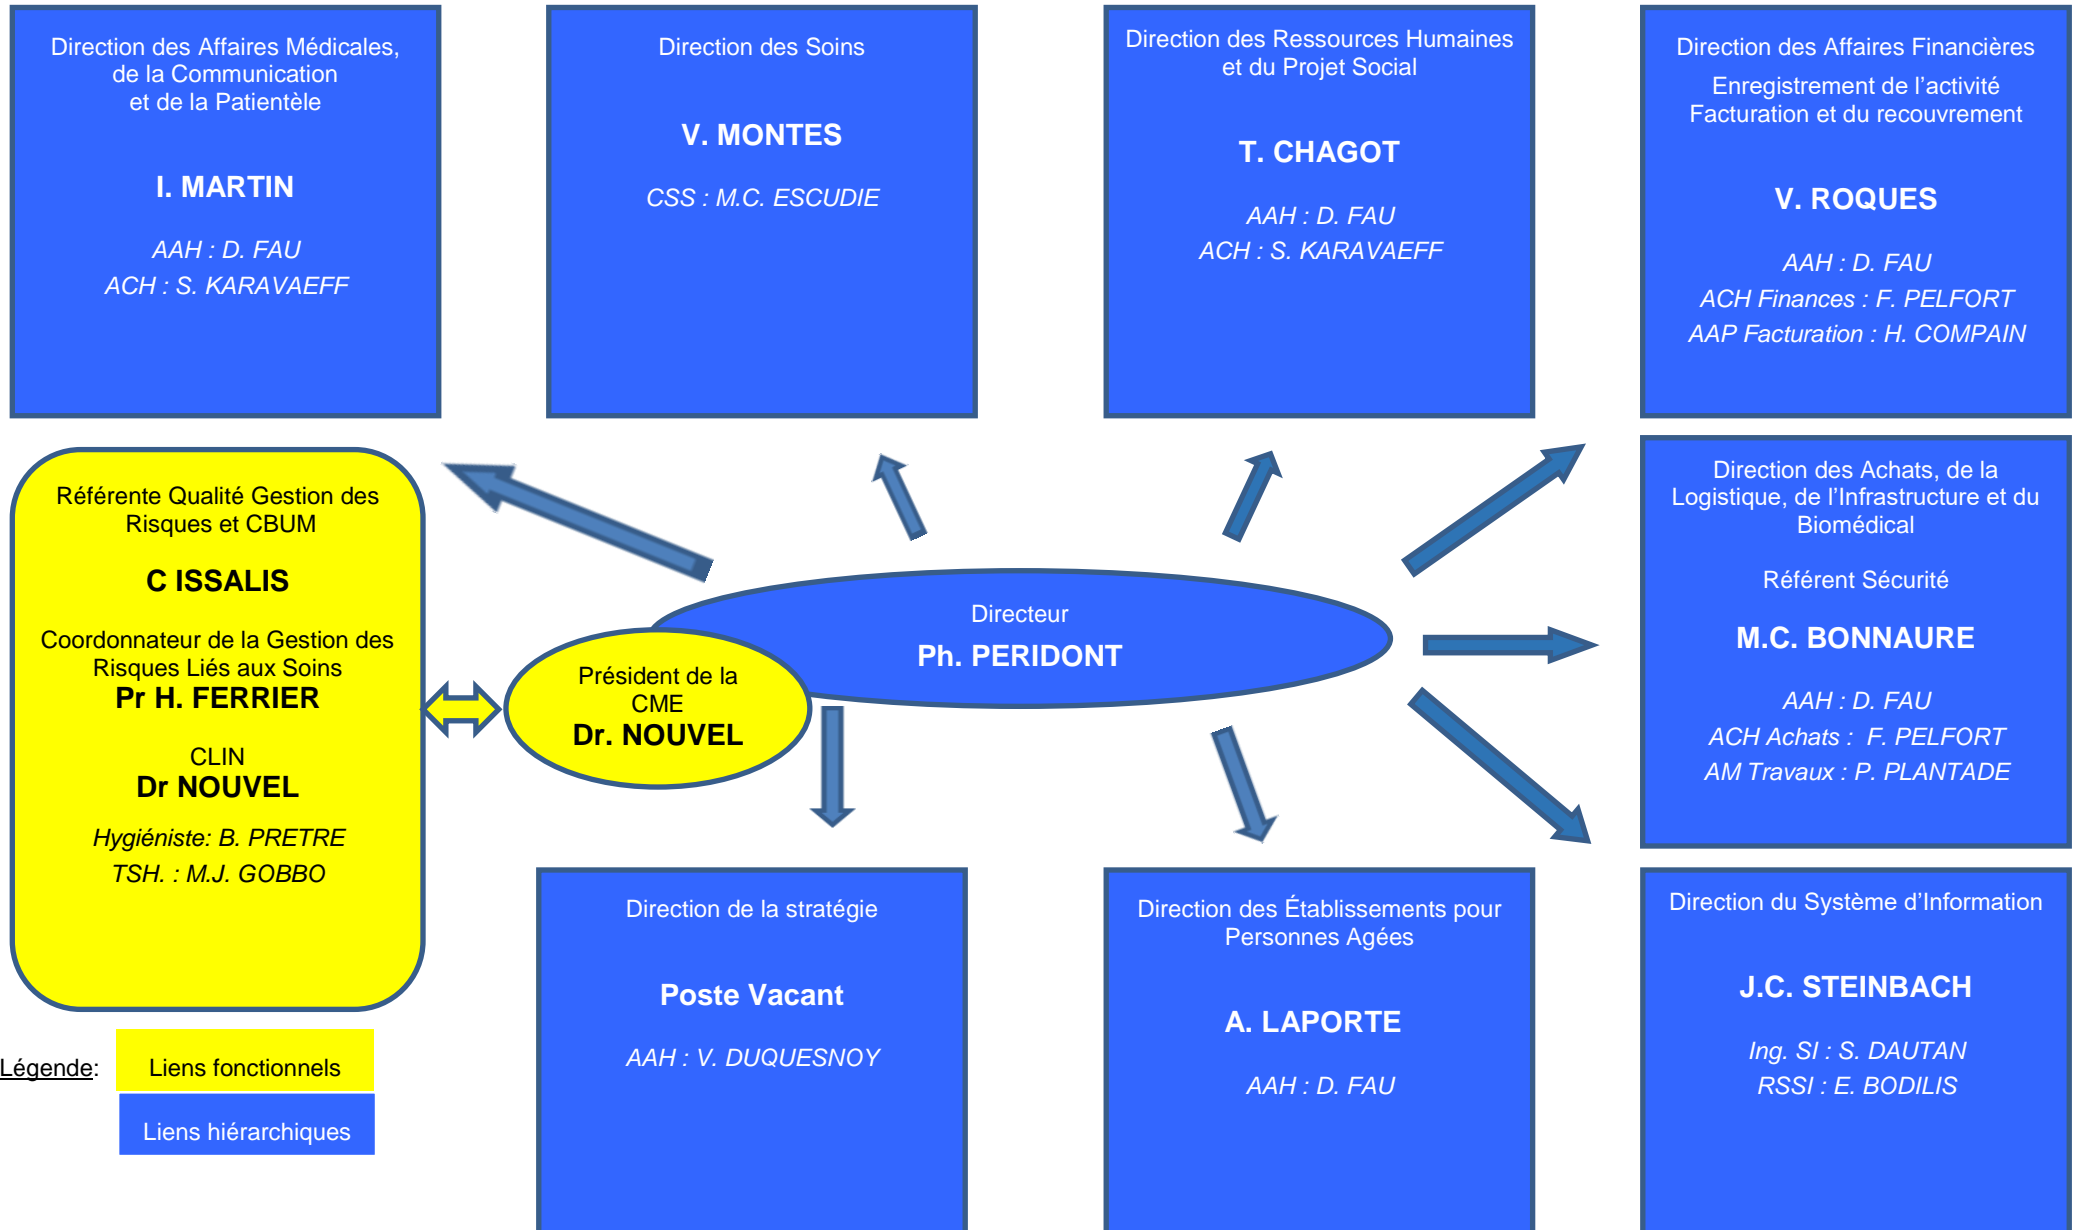 Direction des Affaires Médicales,
de la Communication
et de la Patientèle
I. MARTIN
AAH : D. FAU
ACH : S. KARAVAEFF
Direction des Soins
V. MONTES
CSS : M.C. ESCUDIE
Direction des Ressources Humaines
et du Projet Social
T. CHAGOT
AAH : D. FAU
ACH : S. KARAVAEFF
Direction des Affaires Financières
Enregistrement de l’activité
Facturation et du recouvrement
V. ROQUES
AAH : D. FAU
ACH Finances : F. PELFORT
AAP Facturation : H. COMPAIN
Référente Qualité Gestion des
Risques et CBUM
C ISSALIS
Coordonnateur de la Gestion des
Risques Liés aux Soins
Pr H. FERRIER
CLIN
Dr NOUVEL
Hygiéniste: B. PRETRE
TSH. : M.J. GOBBO
Président de la
CME
Dr. NOUVEL
Directeur
Ph. PERIDONT
Direction des Achats, de la
Logistique, de l’Infrastructure et du
Biomédical
Référent Sécurité
M.C. BONNAURE
AAH : D. FAU
ACH Achats :  F. PELFORT
AM Travaux : P. PLANTADE
Direction de la stratégie
Poste Vacant
AAH : V. DUQUESNOY
Direction des Établissements pour
Personnes Agées
A. LAPORTE
AAH : D. FAU
Direction du Système d’Information
J.C. STEINBACH
Ing. SI : S. DAUTAN
RSSI : E. BODILIS
Légende:
Liens fonctionnels
Liens hiérarchiques